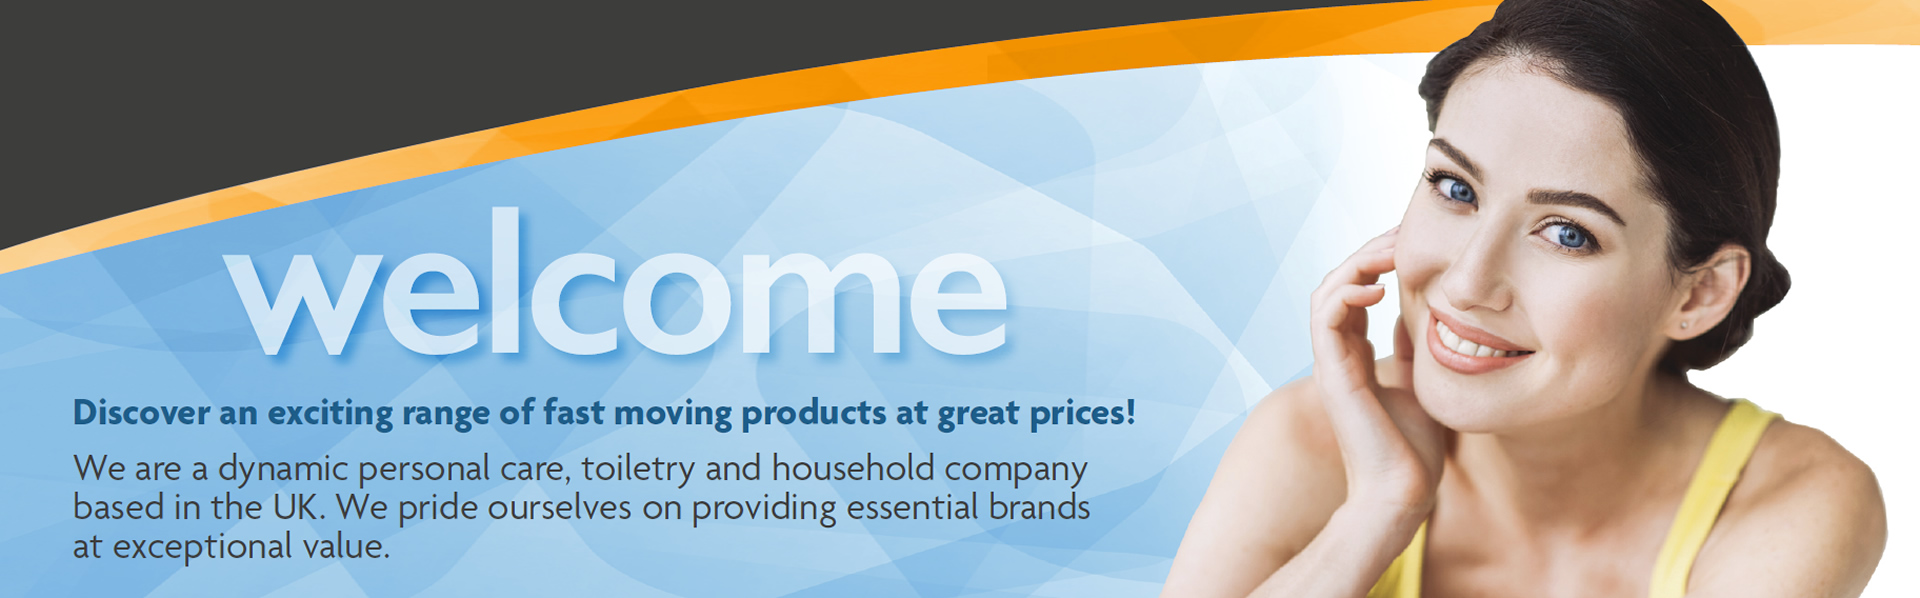 welcome
Discover an exciting range of fast moving products at great prices!
We are a dynamic personal care, toiletry and household company
based in the UK. We pride ourselves on providing essential brands
at exceptional value.